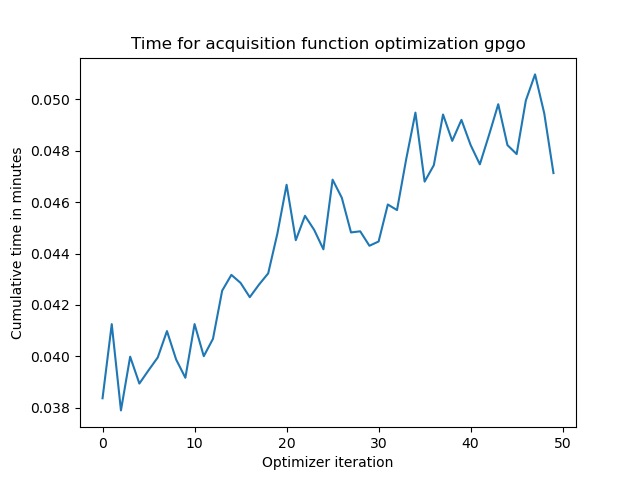 Time for acquisition function optimization gpgo
Cumulative time in minutes
0.050
0.048
0.046
0.044
0.042
0.040
0.038
0 10 20 30 40 50
Optimizer iteration